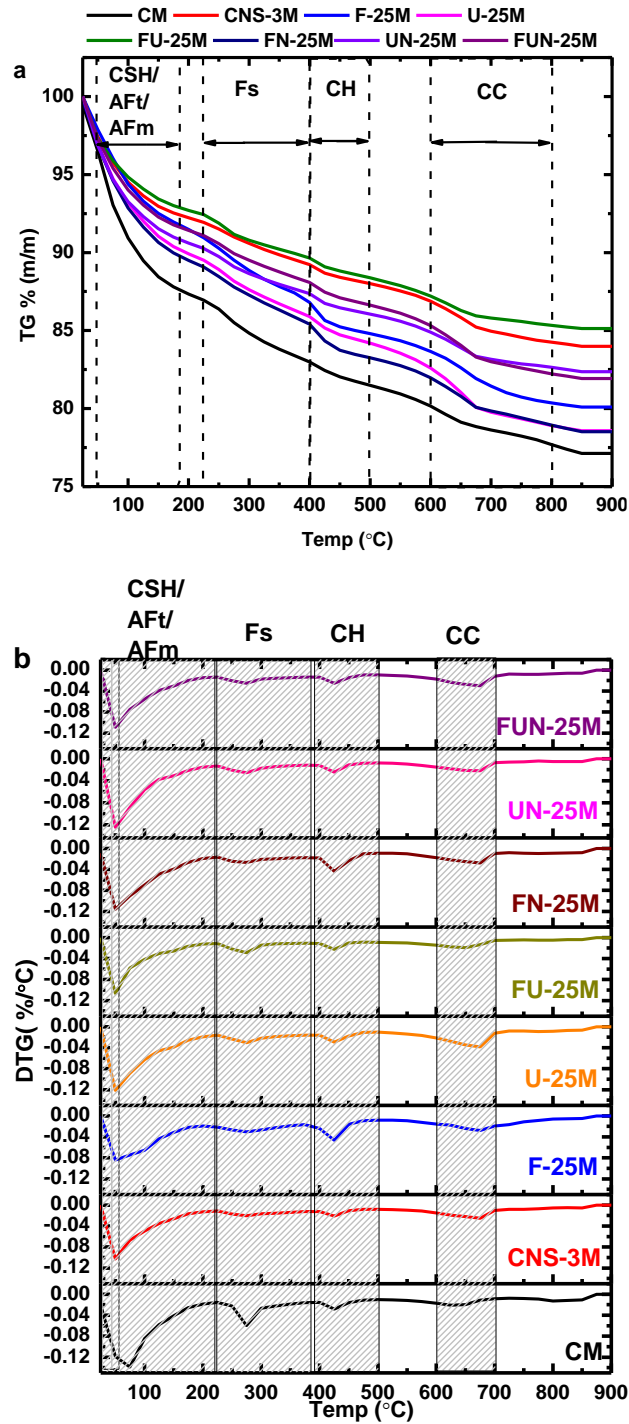 CM CNS-3M F-25M U-25M
FU-25M FN-25M UN-25M FUN-25M
a
CSH/
AFt/
AFm
Fs
CH
CC
100
95
90
85
80
75
TG % (m/m)
100 200 300 400 500 600 700 800 900
Temp (°C)
CSH/
AFt/
AFm
Fs
CH
CC
b
0.00
-0.04
-0.08
-0.12
FUN-25M
0.00
-0.04
-0.08
-0.12
UN-25M
0.00
-0.04
-0.08
-0.12
FN-25M
0.00
-0.04
-0.08
-0.12
FU-25M
0.00
-0.04
-0.08
-0.12
U-25M
0.00
-0.04
-0.08
-0.12
F-25M
0.00
-0.04
-0.08
-0.12
CNS-3M
0.00
-0.04
-0.08
-0.12
CM
DTG( %/°C)
100 200 300 400 500 600 700 800 900
Temp (°C)